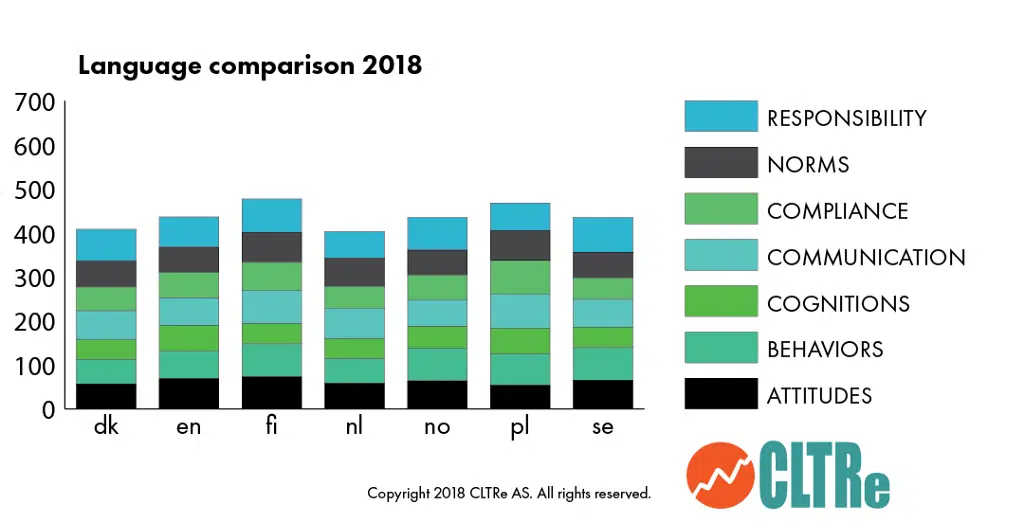 Language comparison 2018
700
600
500
400
300
200
100
0
dk en fi nl no pl se
RESPONSIBILITY
NORMS
COMPLIANCE
COMMUNICATION
COGNITIONS
BEHAVIORS
ATTITUDES
Copyright 2018 CLTRe AS. All rights reserved.
CLTRe